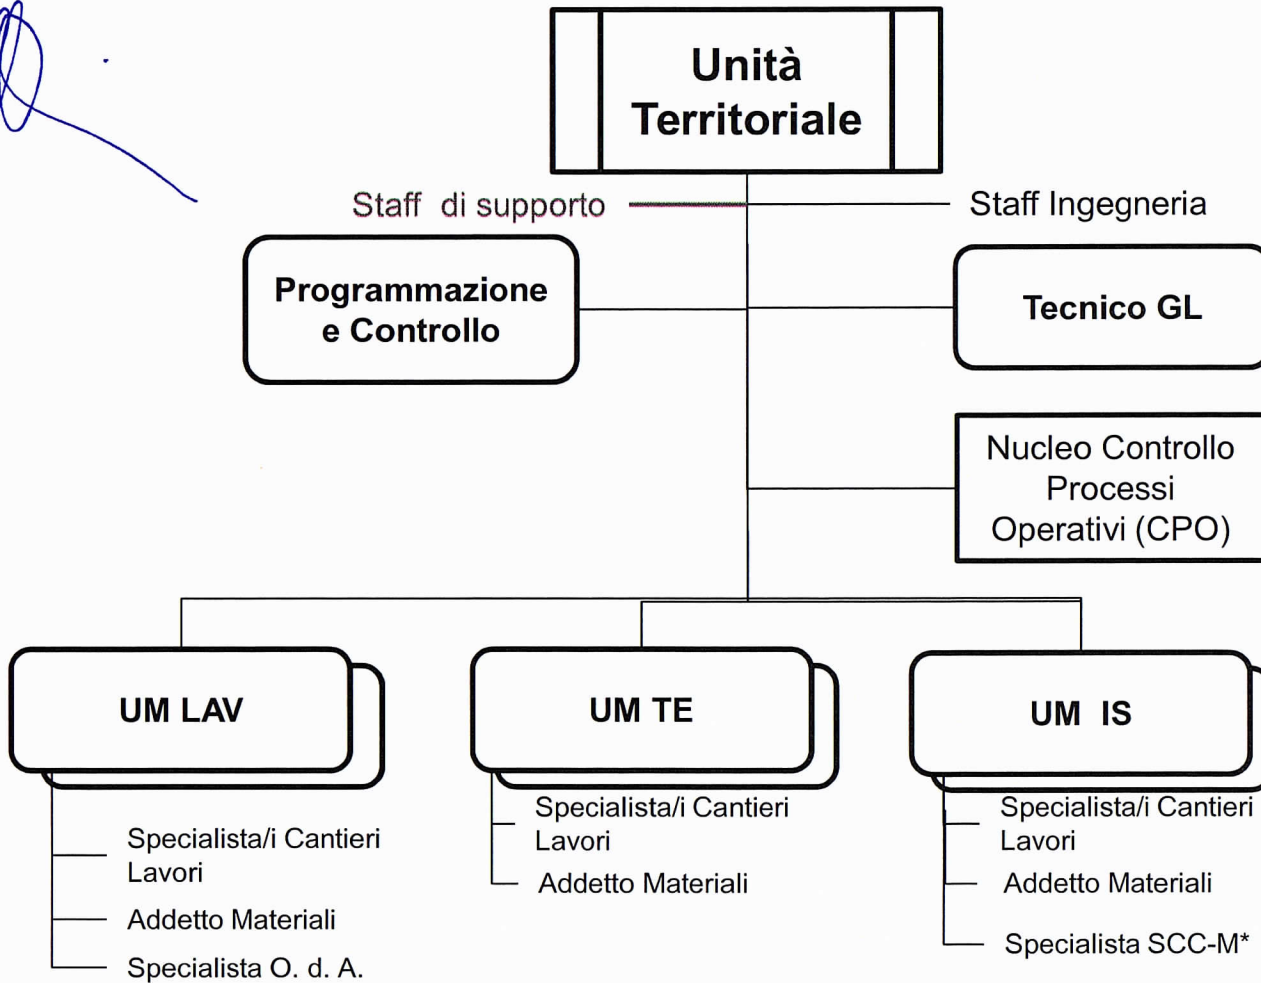 Unità
Territoriale
Staff di supporto
Staff Ingegneria
Programmazione
e Controllo
Tecnico GL
Nucleo Controllo
Processi
Operativi (CPO)
UM LAV
UM TE
UM IS
Specialista/i Cantieri
Lavori
Addetto Materiali
Specialista O. d. A.
Specialista/i Cantieri
Lavori
Addetto Materiali
Specialista/i Cantieri
Lavori
Addetto Materiali
Specialista SCC-M*